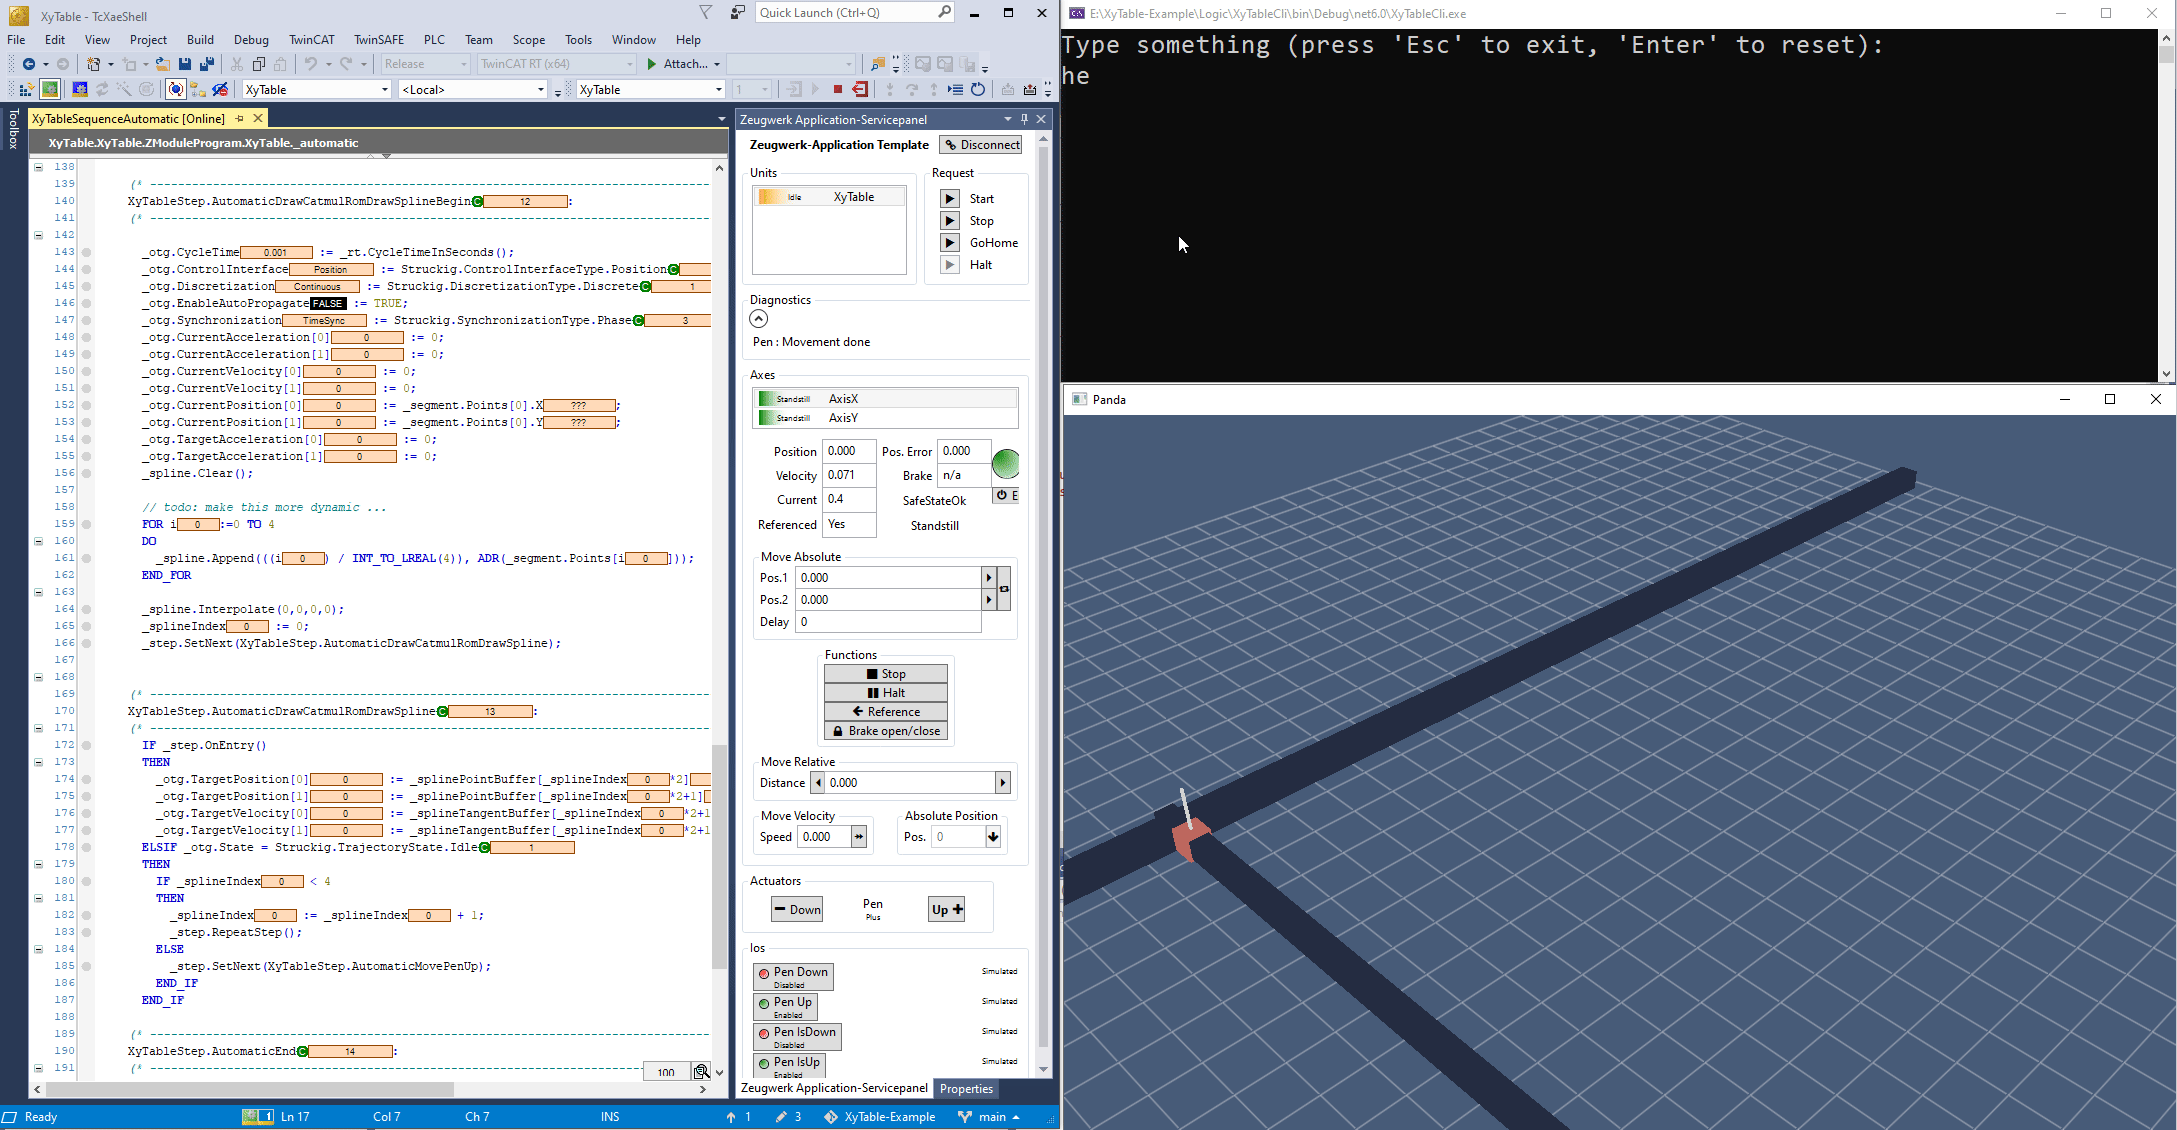 XyTable - TcXaeShell
Quick Launch (Ctrl+Q)
File Edit View Project Build Debug TwinCAT TwinSAFE PLC Team Scope Tools Window Help
Release TwinCAT RT (x64) Attach...
XyTable <Local> XyTable 1
Toolbox
XyTableSequenceAutomatic [Online]
XyTable.XyTable.ZModuleProgram.XyTable._automatic
138
139 (* --------------------------------------------------------------------------------
140 XyTableStep.AutomaticDrawCatmulRomDrawSplineBegin C 12 :
141 (* --------------------------------------------------------------------------------
142
143 _otg.CycleTime 0.001 := _rt.CycleTimeInSeconds();
144 _otg.ControlInterface Position := Struckig.ControlInterfaceType.Position C
145 _otg.Discretization Continuous := Struckig.DiscretizationType.Discrete C 1
146 _otg.EnableAutoPropagate FALSE := TRUE;
147 _otg.Synchronization TimeSync := Struckig.SynchronizationType.Phase C 3
148 _otg.CurrentAcceleration[0] 0 := 0;
149 _otg.CurrentAcceleration[1] 0 := 0;
150 _otg.CurrentVelocity[0] 0 := 0;
151 _otg.CurrentVelocity[1] 0 := 0;
152 _otg.CurrentPosition[0] 0 := _segment.Points[0].X ??? ;
153 _otg.CurrentPosition[1] 0 := _segment.Points[0].Y ??? ;
154 _otg.TargetAcceleration[0] 0 := 0;
155 _otg.TargetAcceleration[1] 0 := 0;
156 _spline.Clear();
157
158 // todo: make this more dynamic ...
159 FOR i 0 :=0 TO 4
160 DO
161 _spline.Append(((i 0 ) / INT_TO_LREAL(4)), ADR(_segment.Points[i 0 ]));
162 END_FOR
163
164 _spline.Interpolate(0,0,0,0);
165 _splineIndex 0 := 0;
166 _step.SetNext(XyTableStep.AutomaticDrawCatmulRomDrawSpline);
167
168
169 (* --------------------------------------------------------------------------------
170 XyTableStep.AutomaticDrawCatmulRomDrawSpline C 13 :
171 (* --------------------------------------------------------------------------------
172 IF _step.OnEntry()
173 THEN
174 _otg.TargetPosition[0] 0 := _splinePointBuffer[_splineIndex 0 *2]
175 _otg.TargetPosition[1] 0 := _splinePointBuffer[_splineIndex 0 *2+1]
176 _otg.TargetVelocity[0] 0 := _splineTangentBuffer[_splineIndex 0 *2+1
177 _otg.TargetVelocity[1] 0 := _splineTangentBuffer[_splineIndex 0 *2+1
178 ELSIF _otg.State = Struckig.TrajectoryState.Idle C 1
179 THEN
180 IF _splineIndex 0 < 4
181 THEN
182 _splineIndex 0 := _splineIndex 0 + 1;
183 _step.RepeatStep();
184 ELSE
185 _step.SetNext(XyTableStep.AutomaticMovePenUp);
186 END_IF
187 END_IF
188
189 (* --------------------------------------------------------------------------------
190 XyTableStep.AutomaticEnd C 14 :
191 (* --------------------------------------------------------------------------------
100
Ready 1 Ln 17 Col 7 Ch 7 INS 1 3 XyTable-Example main
Zeugwerk Application-Servicepanel
Zeugwerk-Application Template Disconnect
Units
Idle XyTable
Request
Start
Stop
GoHome
Halt
Diagnostics
Pen : Movement done
Axes
Standstill AxisX
Standstill AxisY
Position 0.000 Pos. Error 0.000
Velocity 0.071 Brake n/a
Current 0.4 SafeStateOk E
Referenced Yes Standstill
Move Absolute
Pos.1 0.000
Pos.2 0.000
Delay 0
Functions
Stop
Halt
Reference
Brake open/close
Move Relative
Distance 0.000
Move Velocity
Speed 0.000
Absolute Position
Pos. 0
Actuators
Down Pen Plus Up
Ios
Pen Down Simulated
Disabled
Pen Up Simulated
Enabled
Pen IsDown Simulated
Disabled
Pen IsUp Simulated
Enabled
Zeugwerk Application-Servicepanel Properties
E:\XyTable-Example\Logic\XyTableCli\bin\Debug\net6.0\XyTableCli.exe
Type something (press 'Esc' to exit, 'Enter' to reset):
he
Panda